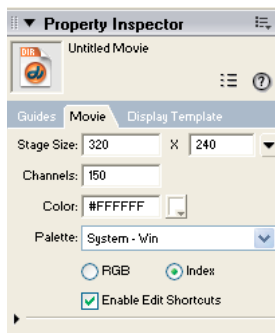 Property Inspector
DIR
Untitled Movie
Guides Movie Display Template
Stage Size: 320 X 240
Channels: 150
Color: #FFFFFF
Palette: System - Win
RGB Index
Enable Edit Shortcuts